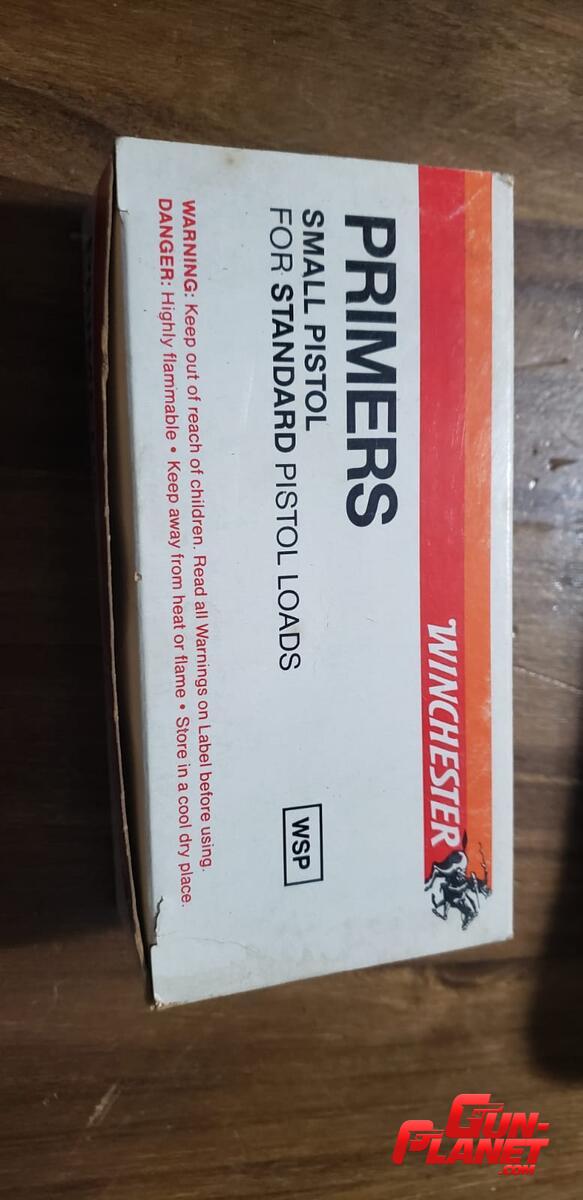 WINCHESTER
PRIMERS
SMALL PISTOL
FOR STANDARD PISTOL LOADS
WSP
WARNING: Keep out of reach of children. Read all Warnings on Label before using.
DANGER: Highly flammable • Keep away from heat or flame • Store in a cool dry place.
GUN-
PLANET
.COM